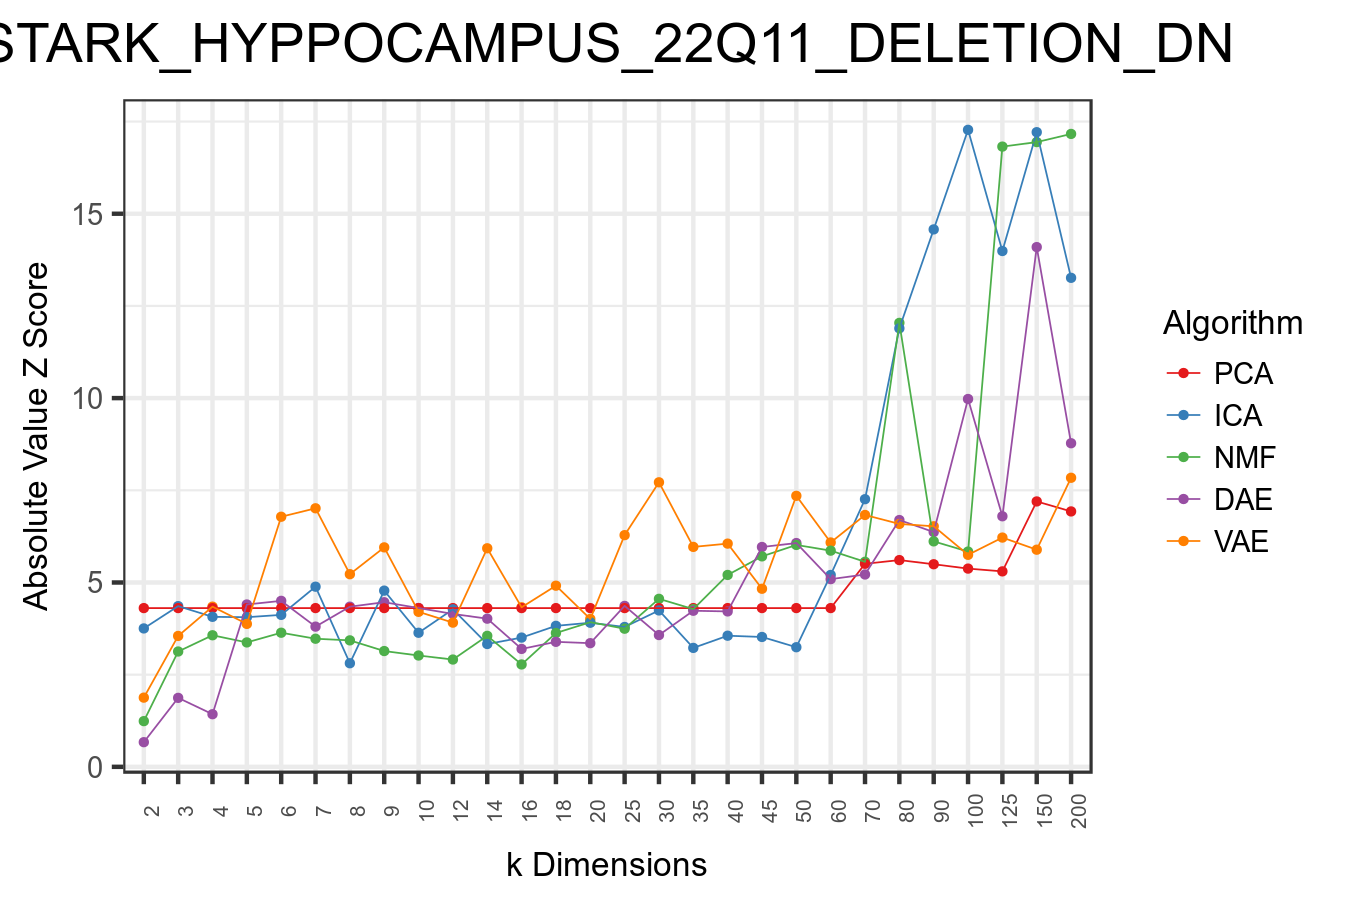 STARK_HYPPOCAMPUS_22Q11_DELETION_DN
Absolute Value Z Score
15
10
5
0
2 3 4 5 6 7 8 9 10 12 14 16 18 20 25 30 35 40 45 50 60 70 80 90 100 125 150 200
k Dimensions
Algorithm
PCA
ICA
NMF
DAE
VAE